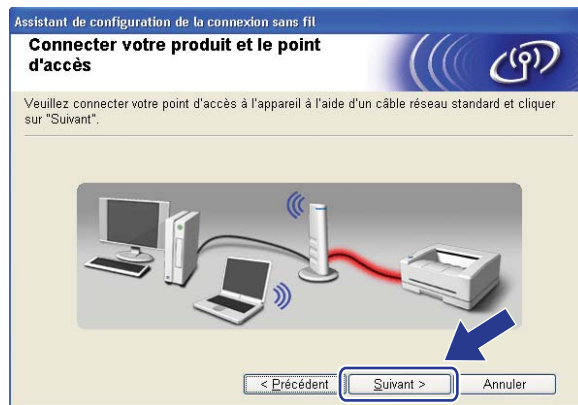 Assistant de configuration de la connexion sans fil
Connecter votre produit et le point
d'accès
Veuillez connecter votre point d'accès à l'appareil à l'aide d'un câble réseau standard et cliquer
sur "Suivant".
< Précédent Suivant > Annuler